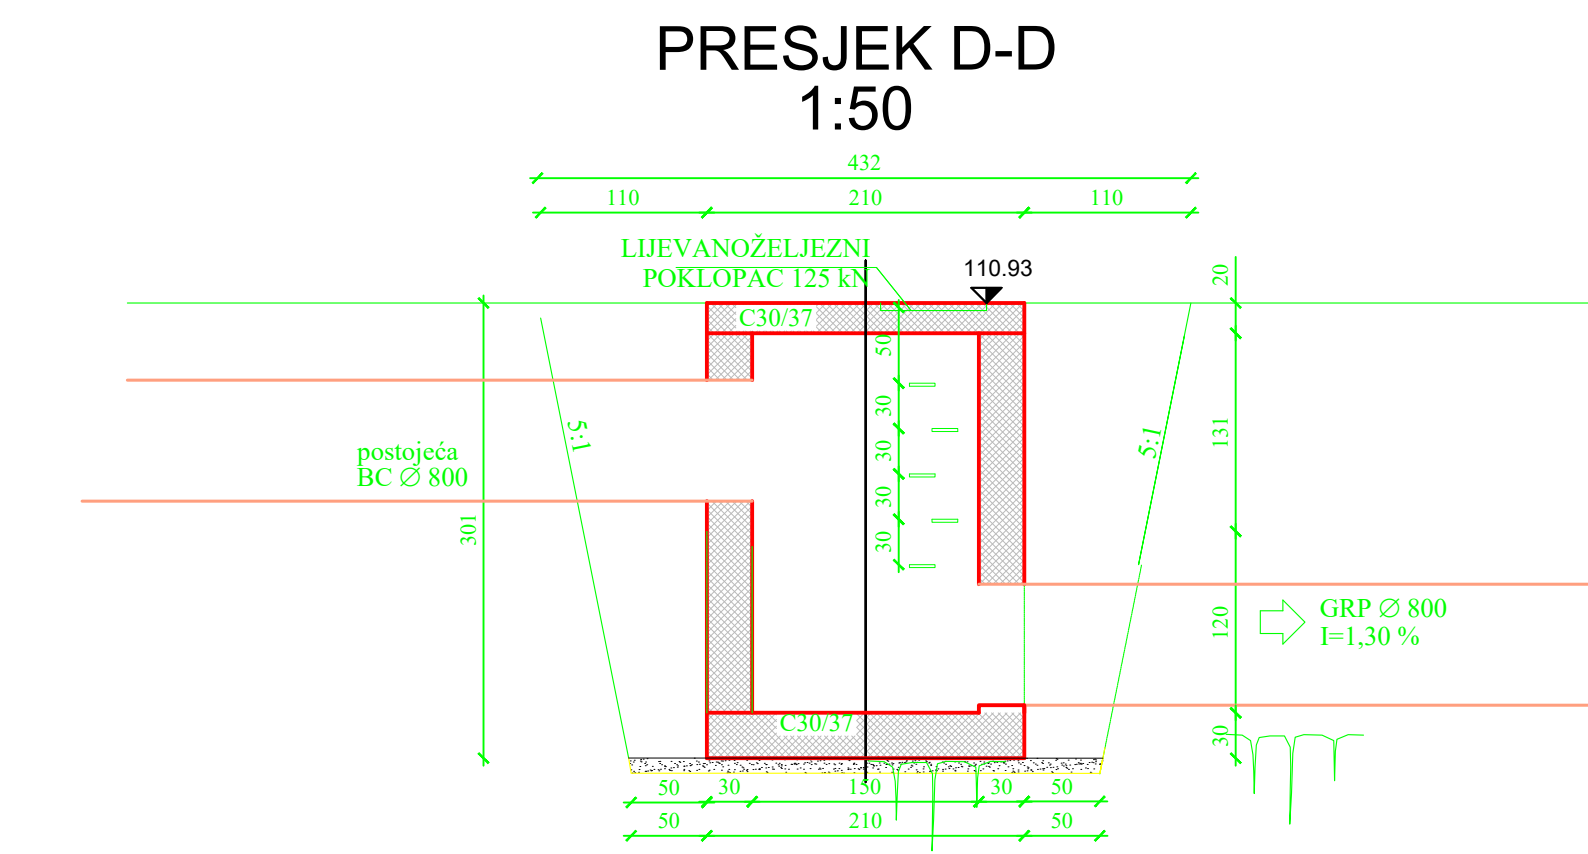 PRESJEK D-D
1:50
432
110 210 110
LIJEVANOŽELJEZNI
POKLOPAC 125 kN
110.93
20
C30/37
50
30
30
30
30
5:1
5:1
131
postojeća
BC ∅ 800
301
120
GRP ∅ 800
I=1,30 %
C30/37
30
50 30 150 30 50
50 210 50